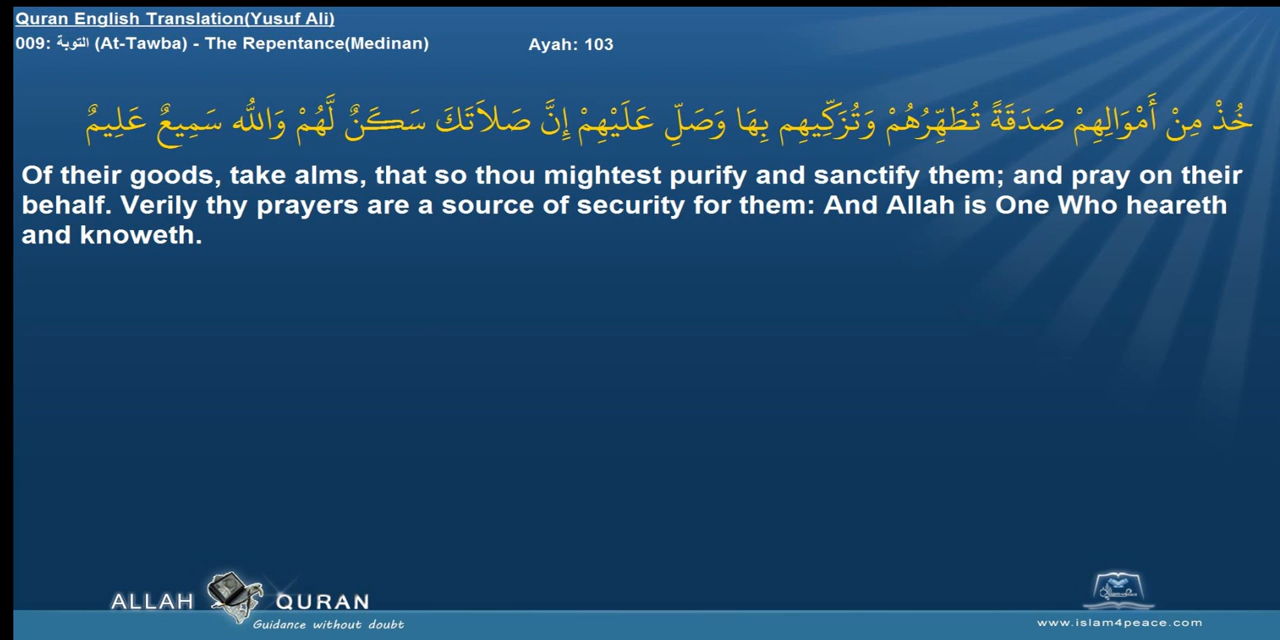 Quran English Translation(Yusuf Ali)
009: التوبة (At-Tawba) - The Repentance(Medinan) Ayah: 103
خُذْ مِنْ أَمْوَالِهِمْ صَدَقَةً تُطَهِّرُهُمْ وَتُزَكِّيهِم بِهَا وَصَلِّ عَلَيْهِمْ إِنَّ صَلاَتَكَ سَكَنٌ لَّهُمْ وَاللّهُ سَمِيعٌ عَلِيمٌ
Of their goods, take alms, that so thou mightest purify and sanctify them; and pray on their
behalf. Verily thy prayers are a source of security for them: And Allah is One Who heareth
and knoweth.
ALLAH QURAN
Guidance without doubt
www.islam4peace.com